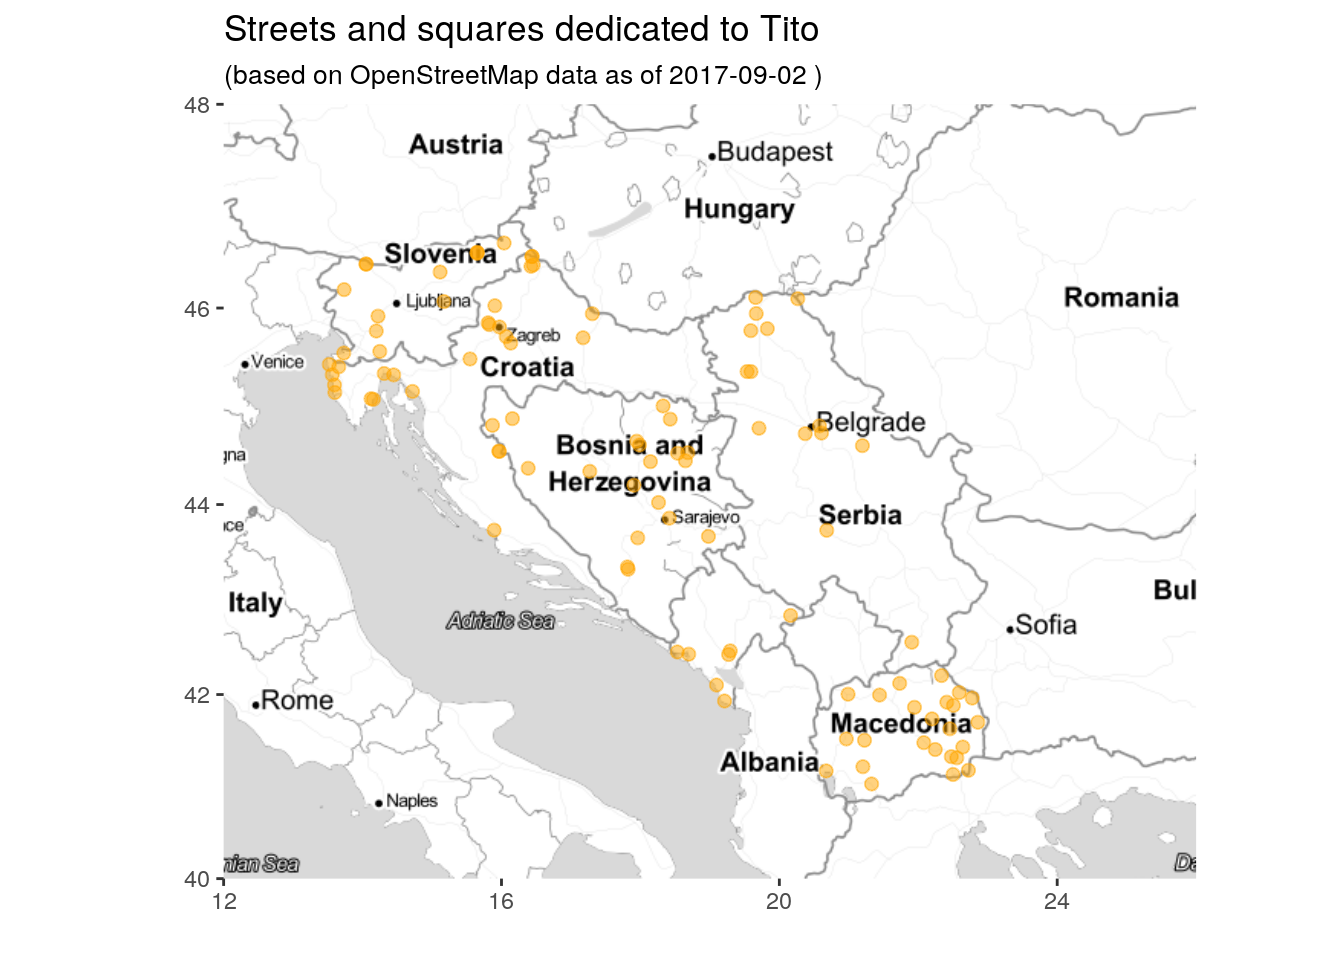 Streets and squares dedicated to Tito
(based on OpenStreetMap data as of 2017-09-02 )
48
Austria
Budapest
Hungary
Slovenia
46
Ljubljana
Romania
Zagreb
Venice
Croatia
Belgrade
Bosnia and
Herzegovina
gna
44
Sarajevo
Serbia
ce
Italy
Bul
Adriatic Sea
Sofia
42
Rome
Macedonia
Albania
Naples
nian Sea
Da
40
12
16
20
24